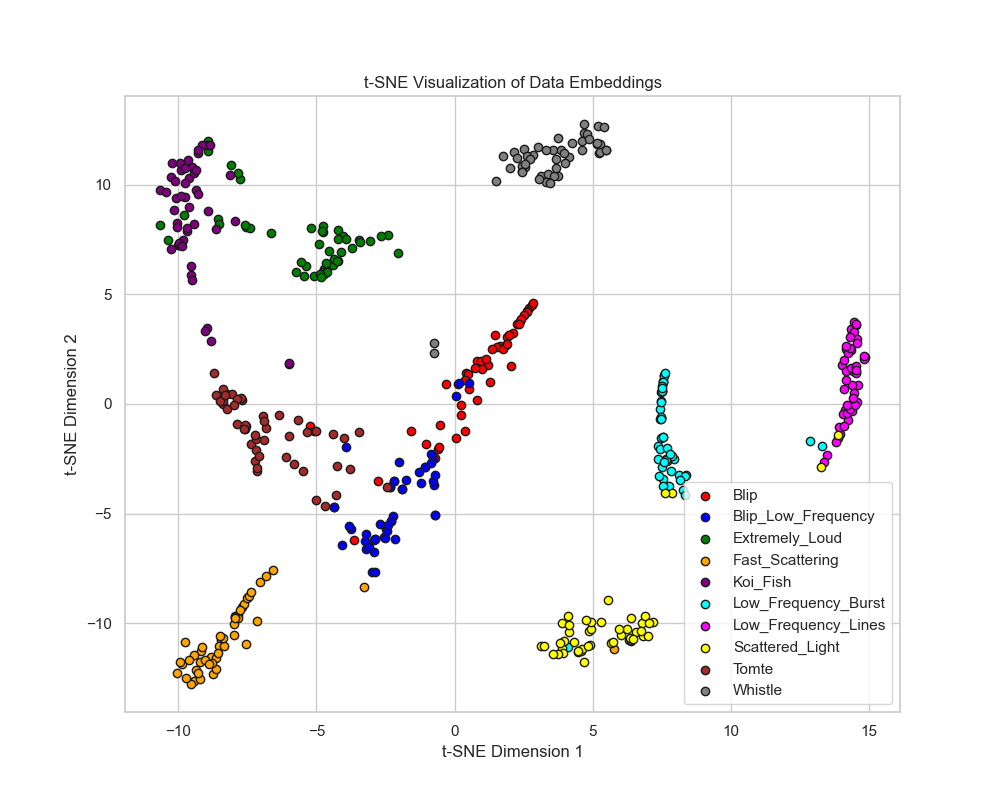 t-SNE Visualization of Data Embeddings
10
5
0
−5
−10
t-SNE Dimension 2
−10
−5
0
5
10
15
t-SNE Dimension 1
Blip
Blip_Low_Frequency
Extremely_Loud
Fast_Scattering
Koi_Fish
Low_Frequency_Burst
Low_Frequency_Lines
Scattered_Light
Tomte
Whistle